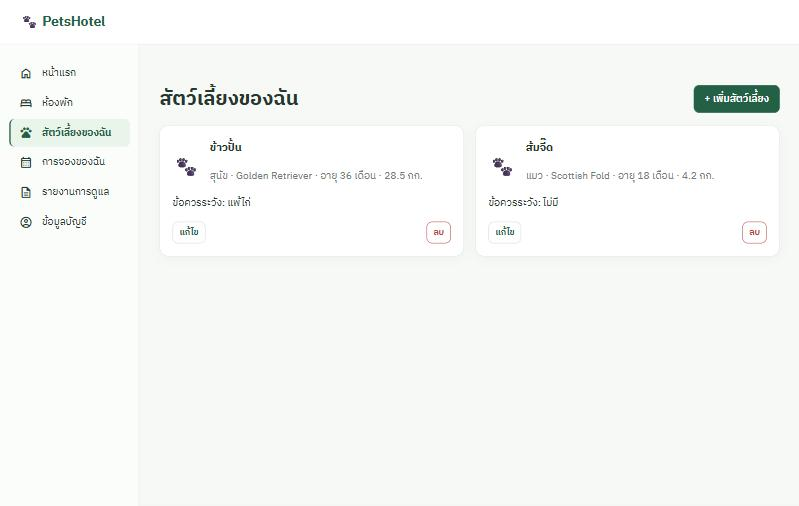 PetsHotel
หน้าแรก
ห้องพัก
สัตว์เลี้ยงของฉัน
การจองของฉัน
รายงานการดูแล
ข้อมูลบัญชี
สัตว์เลี้ยงของฉัน
+ เพิ่มสัตว์เลี้ยง
ข้าวปั้น
สุนัข · Golden Retriever · อายุ 36 เดือน · 28.5 กก.
ข้อควรระวัง: แพ้ไก่
แก้ไข
ลบ
ส้มจี๊ด
แมว · Scottish Fold · อายุ 18 เดือน · 4.2 กก.
ข้อควรระวัง: ไม่มี
แก้ไข
ลบ